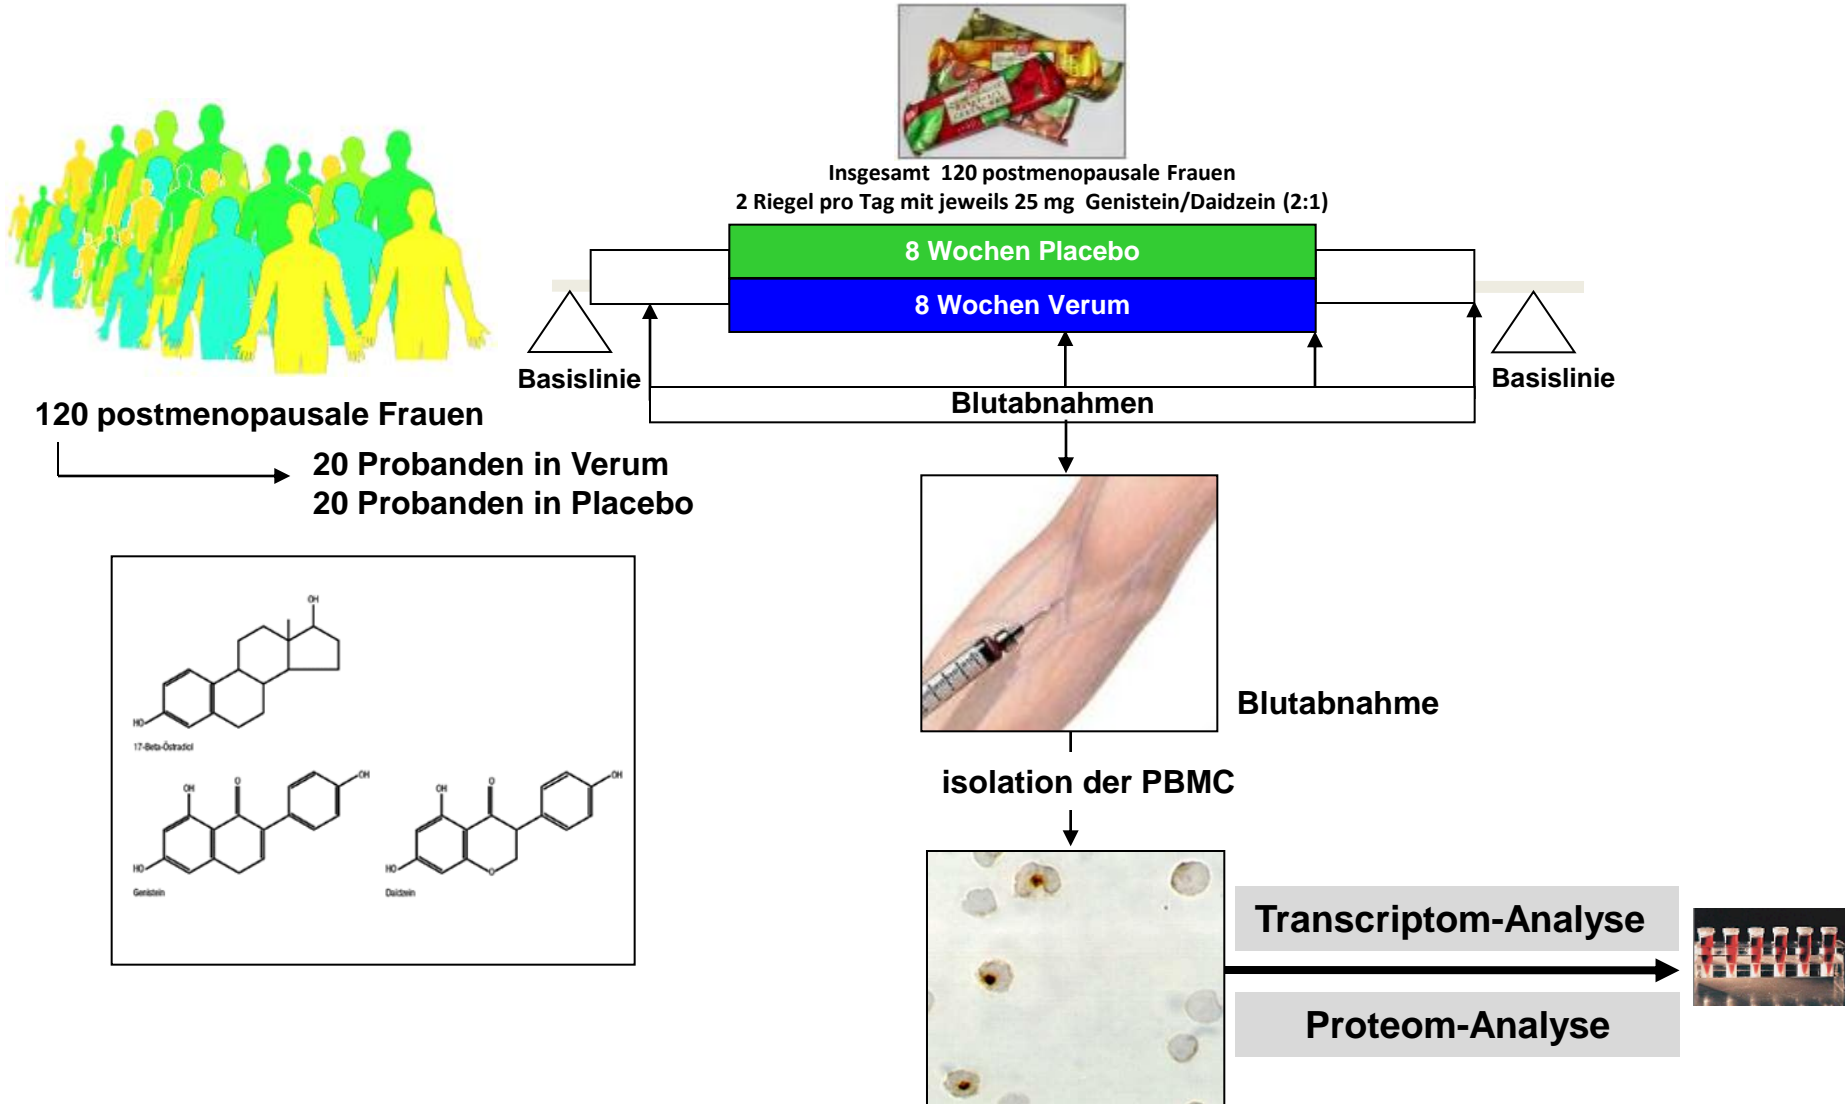 Insgesamt 120 postmenopausale Frauen
2 Riegel pro Tag mit jeweils 25 mg Genistein/Daidzein (2:1)
8 Wochen Placebo
8 Wochen Verum
Basislinie
Basislinie
Blutabnahmen
120 postmenopausale Frauen
20 Probanden in Verum
20 Probanden in Placebo
OH
HO
17-Beta-Östradiol
OH
O
OH
HO
Genistein
OH
O
OH
HO
O
Daidzein
Blutabnahme
isolation der PBMC
Transcriptom-Analyse
Proteom-Analyse